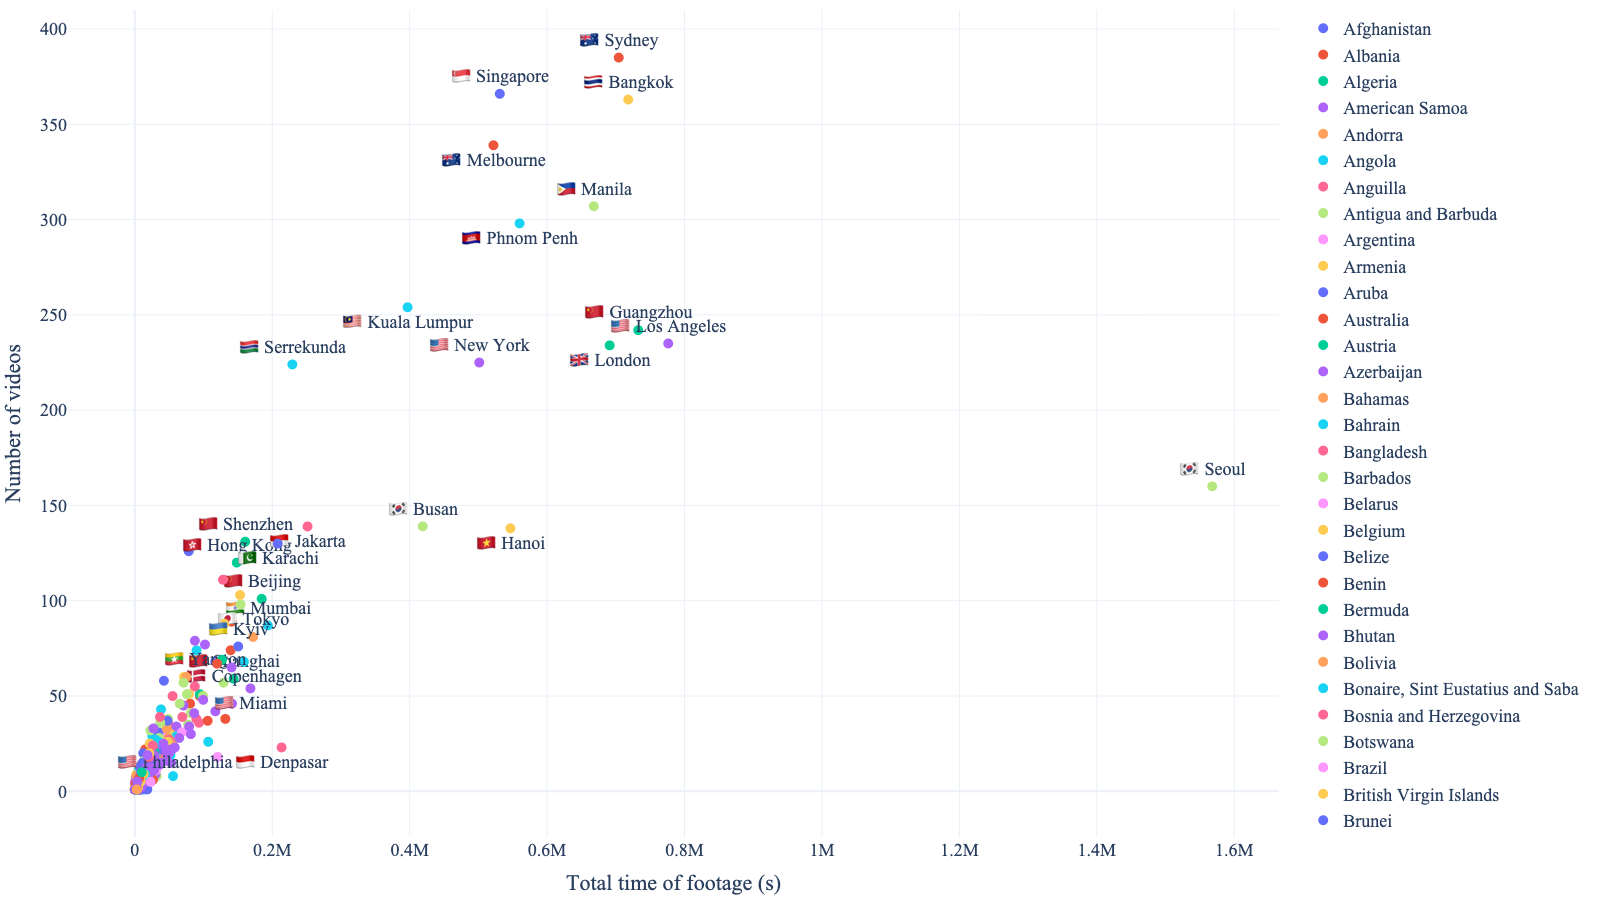 400
350
300
250
200
150
100
50
0
Number of videos
Sydney
Singapore
Bangkok
Melbourne
Manila
Phnom Penh
Guangzhou
Kuala Lumpur
Los Angeles
Serrekunda
New York
London
Seoul
Busan
Shenzhen
Jakarta
Hong Kong
Hanoi
Karachi
Beijing
Mumbai
Tokyo
Kyiv
Copenhagen
Miami
Philadelphia
Denpasar
0
0.2M
0.4M
0.6M
0.8M
1M
1.2M
1.4M
1.6M
Total time of footage (s)
Afghanistan
Albania
Algeria
American Samoa
Andorra
Angola
Anguilla
Antigua and Barbuda
Argentina
Armenia
Aruba
Australia
Austria
Azerbaijan
Bahamas
Bahrain
Bangladesh
Barbados
Belarus
Belgium
Belize
Benin
Bermuda
Bhutan
Bolivia
Bonaire, Sint Eustatius and Saba
Bosnia and Herzegovina
Botswana
Brazil
British Virgin Islands
Brunei